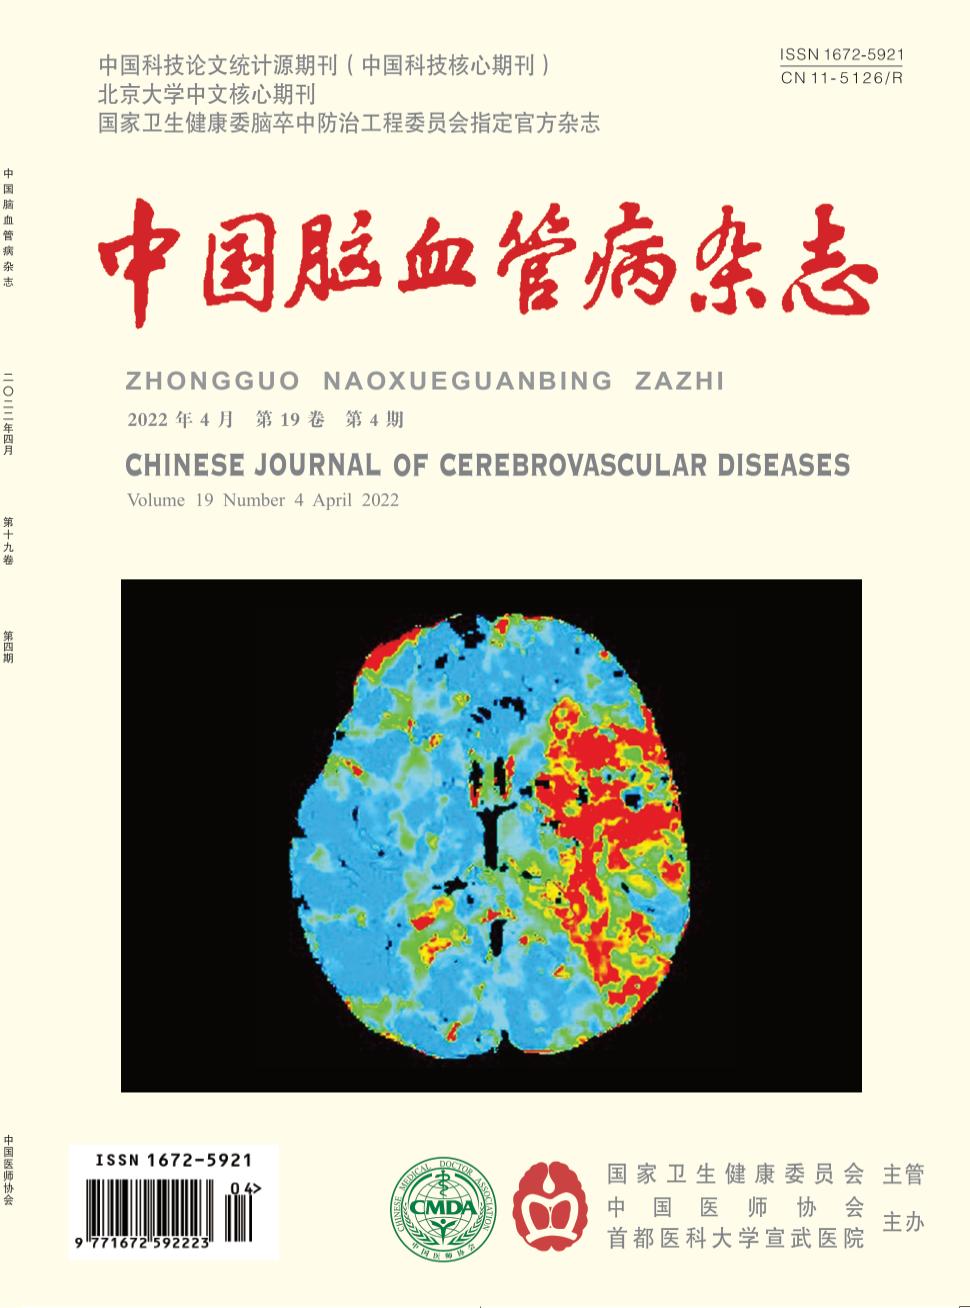 中国科技论文统计源期刊（中国科技核心期刊）
北京大学中文核心期刊
国家卫生健康委脑卒中防治工程委员会指定官方杂志
ISSN 1672-5921
CN 11-5126/R
中国脑血管病杂志
ZHONGGUO NAOXUEGUANBING ZAZHI
2022 年 4 月 第 19 卷 第 4 期
CHINESE JOURNAL OF CEREBROVASCULAR DISEASES
Volume 19 Number 4 April 2022
中国脑血管病杂志
二〇二二年四月
第十九卷
第四期
中国医师协会
ISSN 1672-5921
04>
9 771672 592223
CHINESE MEDICAL DOCTOR ASSOCIATION
CMDA
中国医师协会
国家卫生健康委员会 主管
中国医师协会
首都医科大学宣武医院
主办